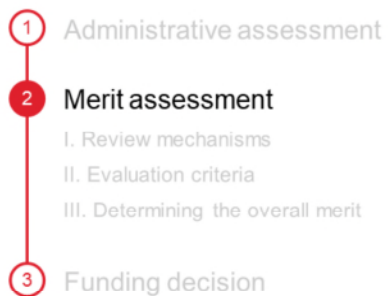 1 Administrative assessment
2 Merit assessment
I. Review mechanisms
II. Evaluation criteria
III. Determining the overall merit
3 Funding decision